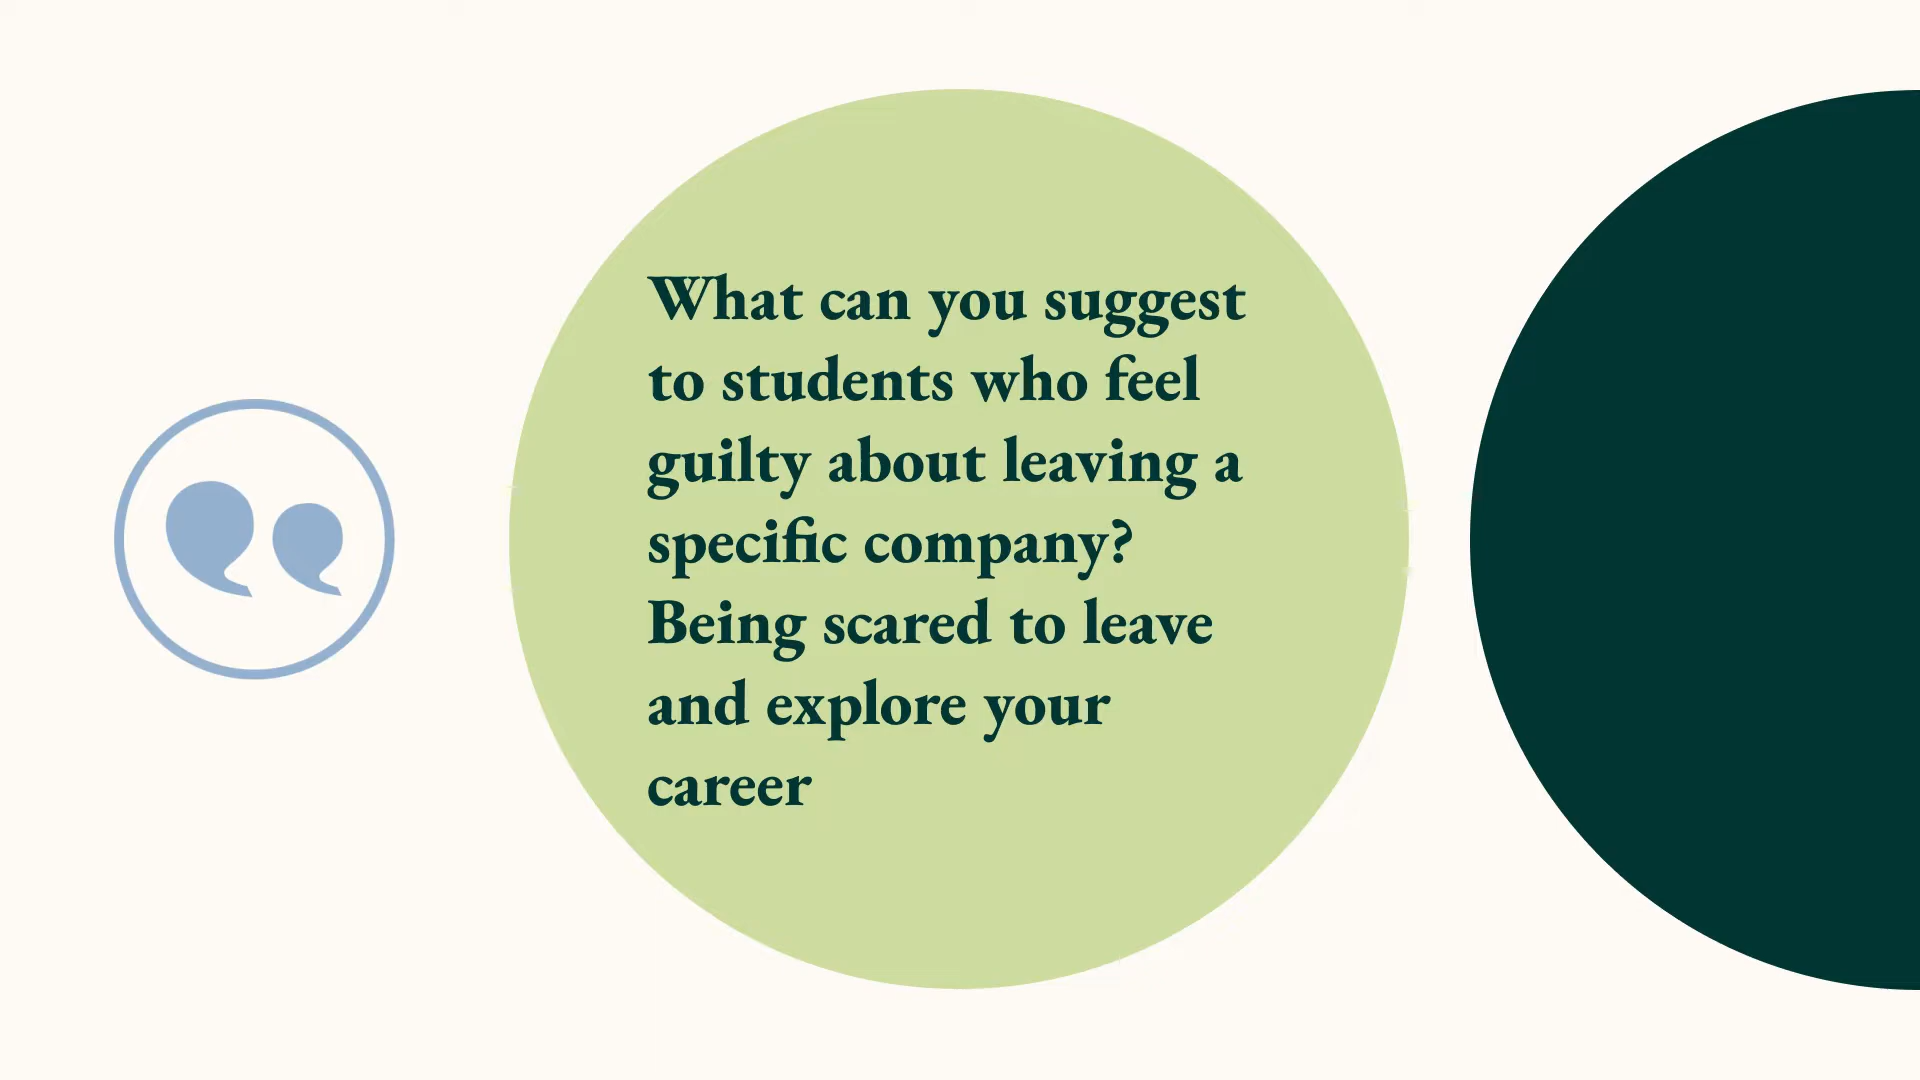 What can you suggest
to students who feel
guilty about leaving a
specific company?
Being scared to leave
and explore your
career